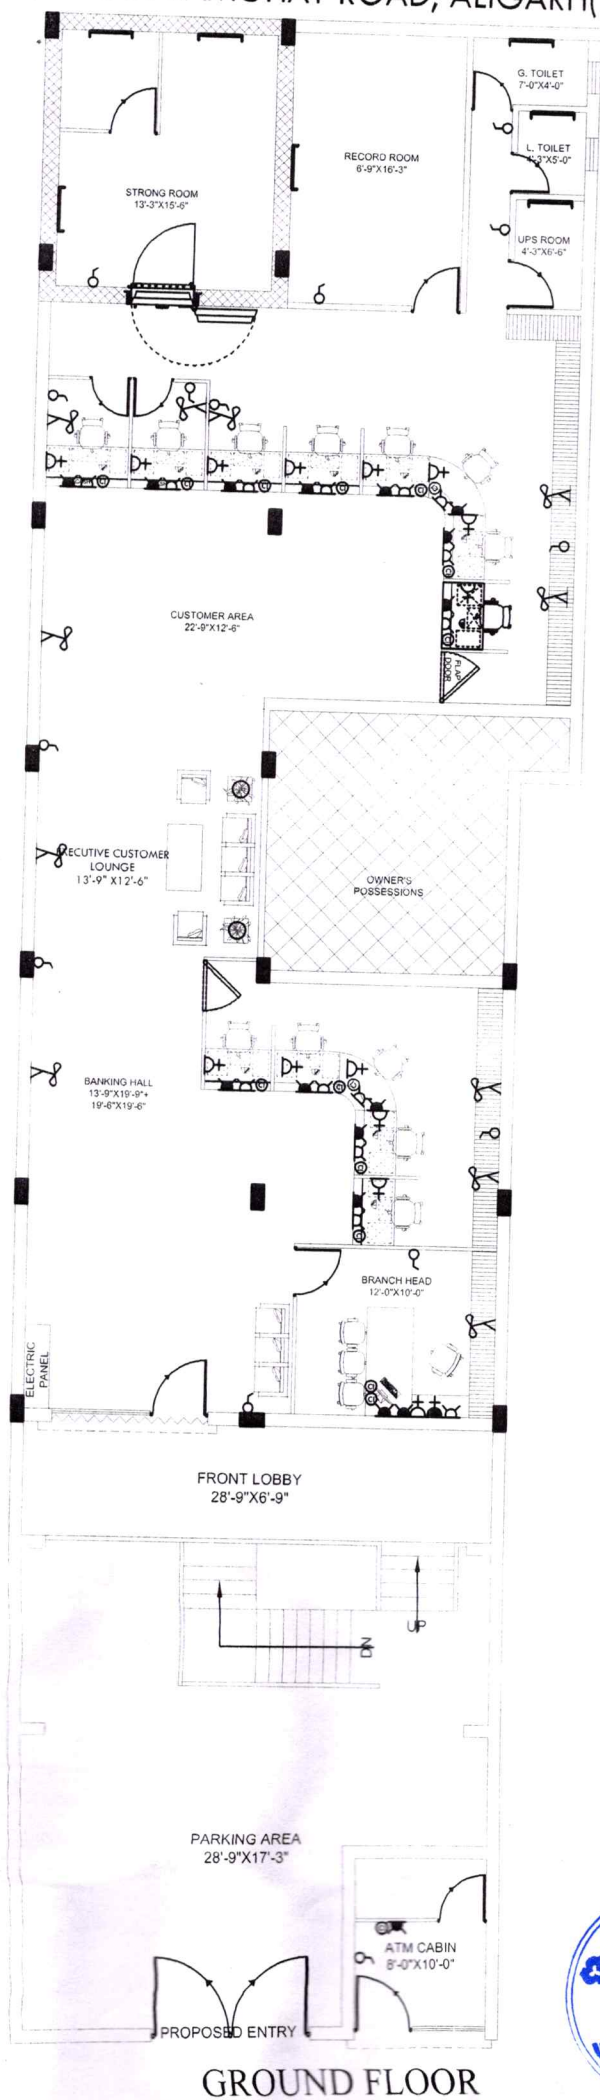 ROAD, ALIGARH(
G. TOILET
7'-0"X4'-0"
L. TOILET
4'-3"X5'-0"
RECORD ROOM
6'-9"X16'-3"
STRONG ROOM
13'-3"X15'-6"
UPS ROOM
4'-3"X6'-6"
CUSTOMER AREA
22'-9"X12'-6"
FLAP
DOOR
EXECUTIVE CUSTOMER
LOUNGE
13'-9" X12'-6"
OWNER'S
POSSESSIONS
BANKING HALL
13'-9"X19'-9"+
19'-6"X19'-6"
BRANCH HEAD
12'-0"X10'-0"
ELECTRIC
PANEL
FRONT LOBBY
28'-9"X6'-9"
UP
DN
PARKING AREA
28'-9"X17'-3"
ATM CABIN
8'-0"X10'-0"
PROPOSED ENTRY
GROUND FLOOR